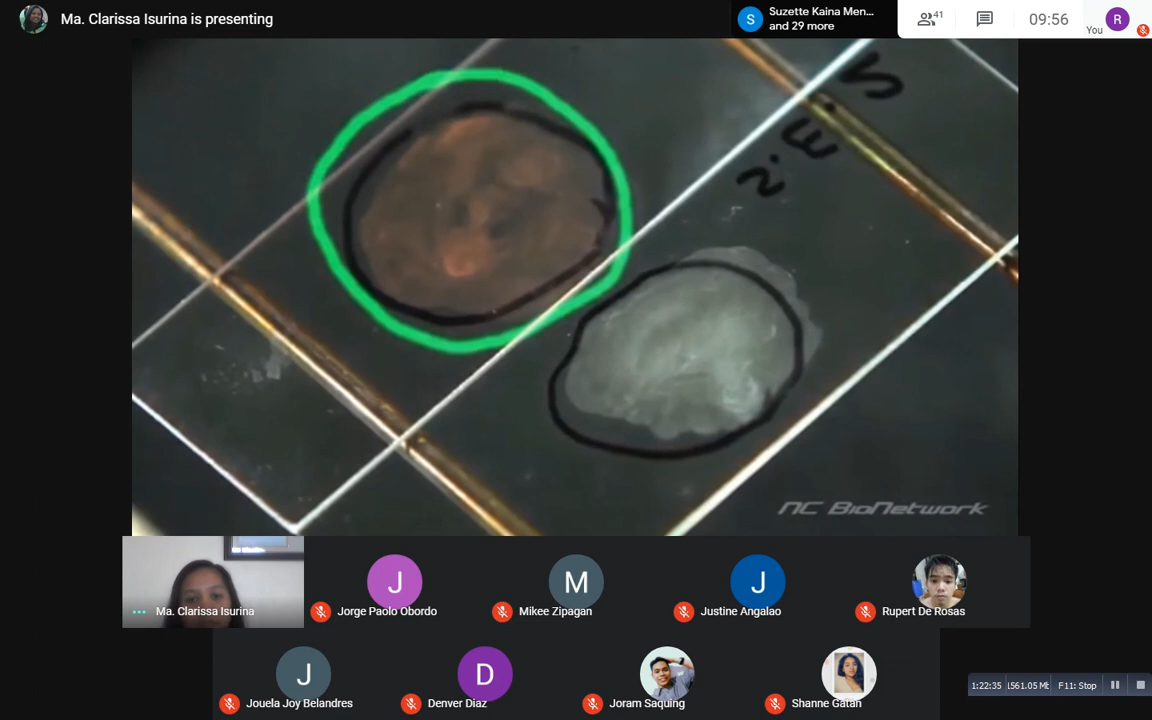 Ma. Clarissa Isurina is presenting
Suzette Kaina Men...
and 29 more
41
09:56
You
R
S
S.E.
NC BioNetwork
Ma. Clarissa Isurina
J
Jorge Paolo Obordo
M
Mikee Zipagan
J
Justine Angalao
Rupert De Rosas
J
Jouela Joy Belandres
D
Denver Diaz
Joram Saquing
Shanne Gatan
1:22:35
F11: Stop